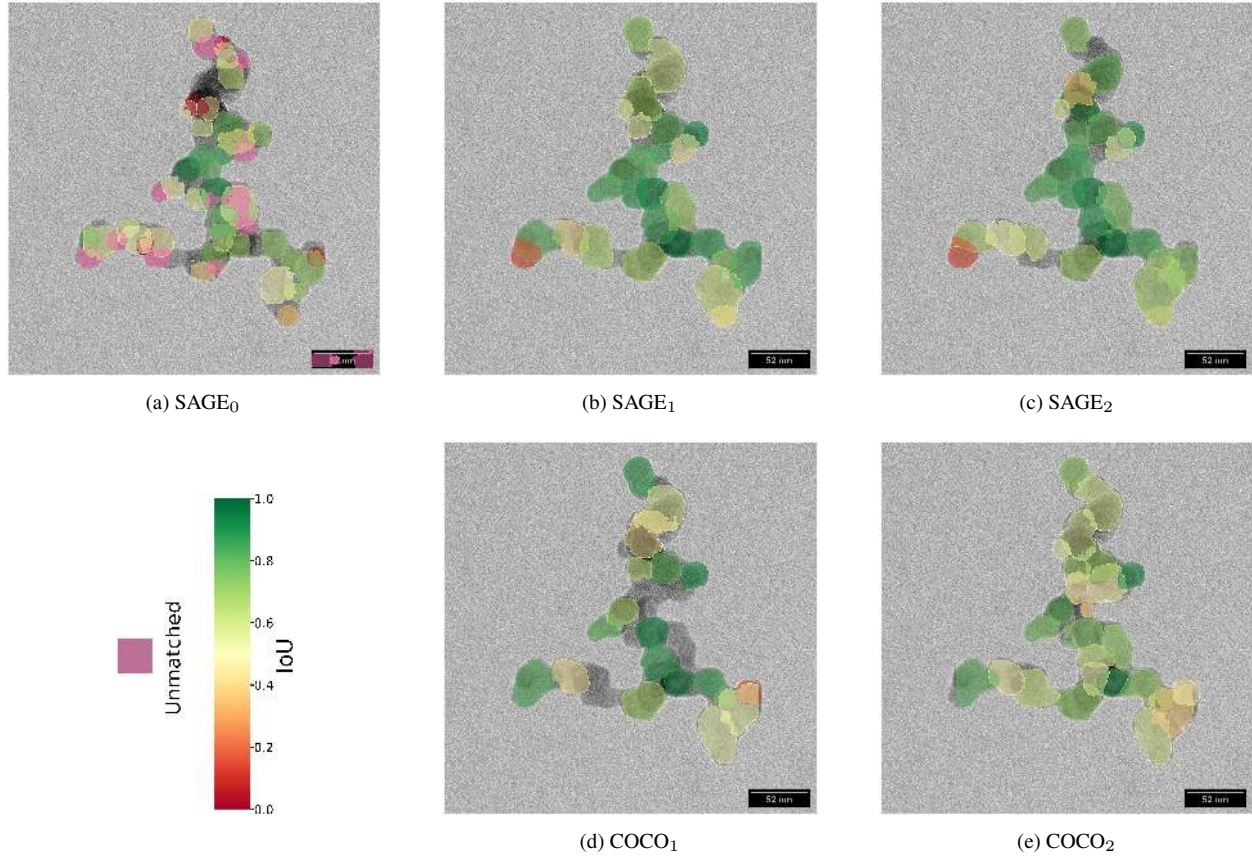 52 nm
52 nm
(a) SAGE₀
(b) SAGE₁
(c) SAGE₂
Unmatched
1.0
0.8
0.6
0.4
0.2
0.0
IoU
52 nm
52 nm
(d) COCO₁
(e) COCO₂